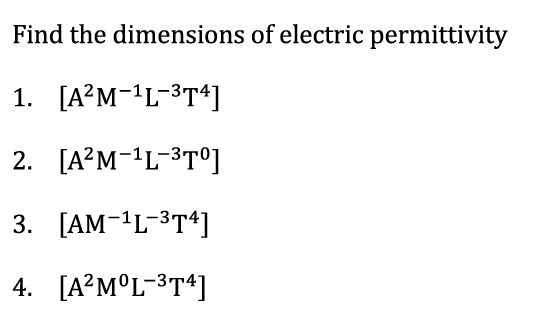 Find the dimensions of electric permittivity
1. [A²M⁻¹L⁻³T⁴]
2. [A²M⁻¹L⁻³T⁰]
3. [AM⁻¹L⁻³T⁴]
4. [A²M⁰L⁻³T⁴]